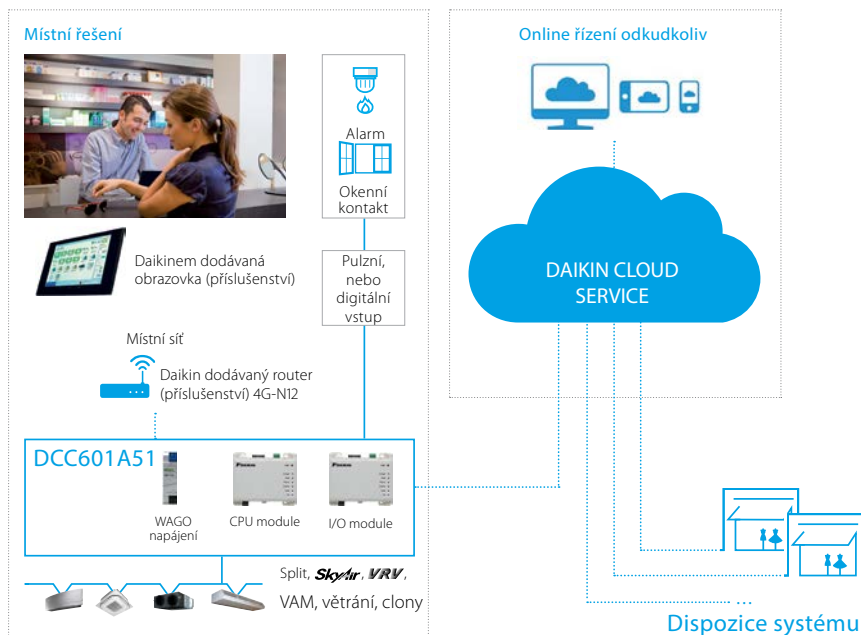 Místní řešení
Alarm
Okenní
kontakt
Daikinem dodávaná
obrazovka (příslušenství)
Pulzní,
nebo
digitální
vstup
Místní síť
Daikin dodávaný router
(příslušenství) 4G-N12
DCC601A51
WAGO
napájení
CPU module
I/O module
Split, SkyAir, VRV,
VAM, větrání, clony
Online řízení odkudkoliv
DAIKIN CLOUD
SERVICE
...
Dispozice systému